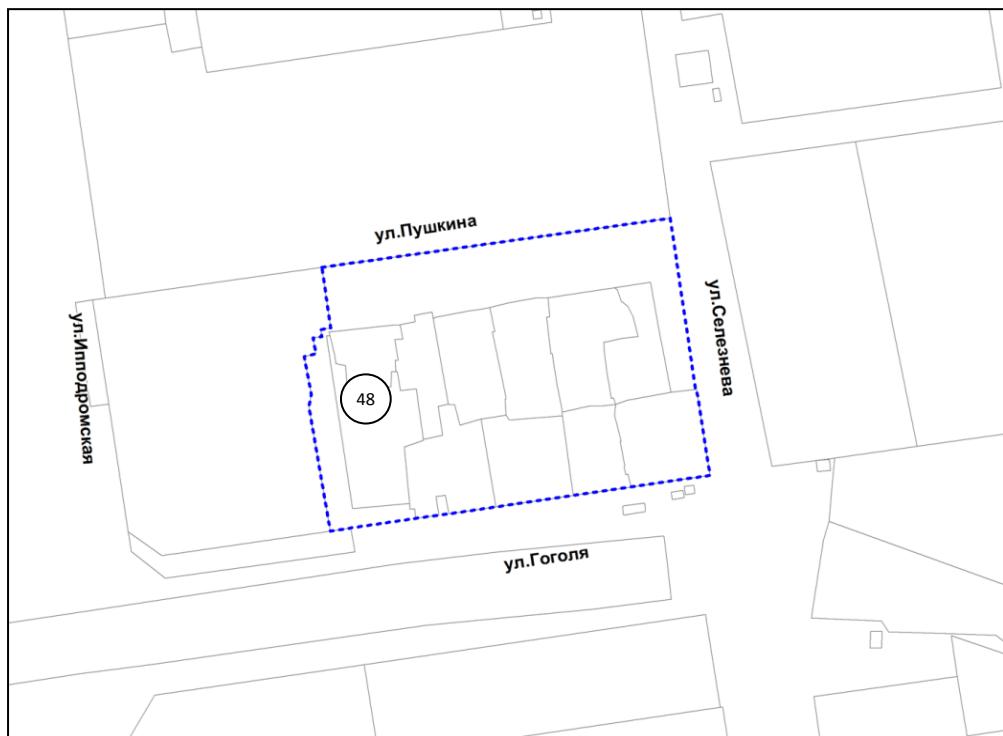 ул.Пушкина
ул.Селезнева
ул.Ипподромская
48
ул.Гоголя